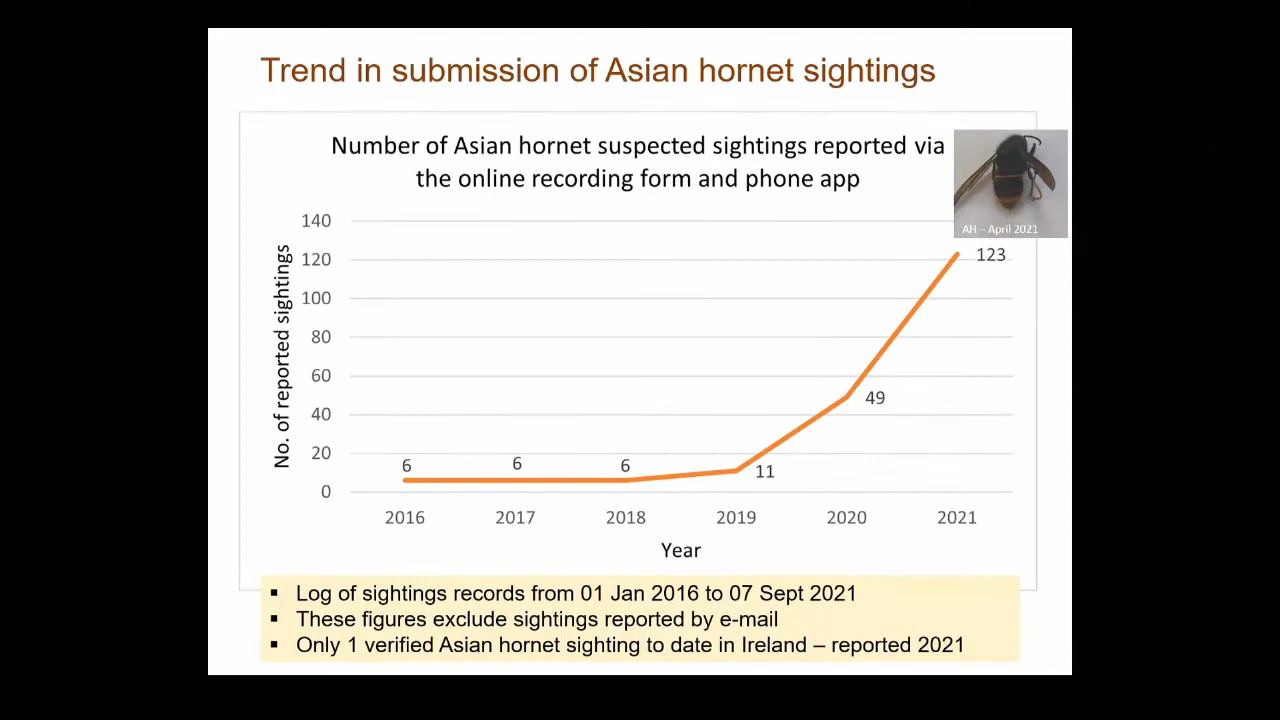 Trend in submission of Asian hornet sightings
Number of Asian hornet suspected sightings reported via
the online recording form and phone app
AH – April 2021
No. of reported sightings
140
120
100
80
60
40
20
0
6
6
6
11
49
123
2016
2017
2018
2019
2020
2021
Year
▪ Log of sightings records from 01 Jan 2016 to 07 Sept 2021
▪ These figures exclude sightings reported by e-mail
▪ Only 1 verified Asian hornet sighting to date in Ireland – reported 2021